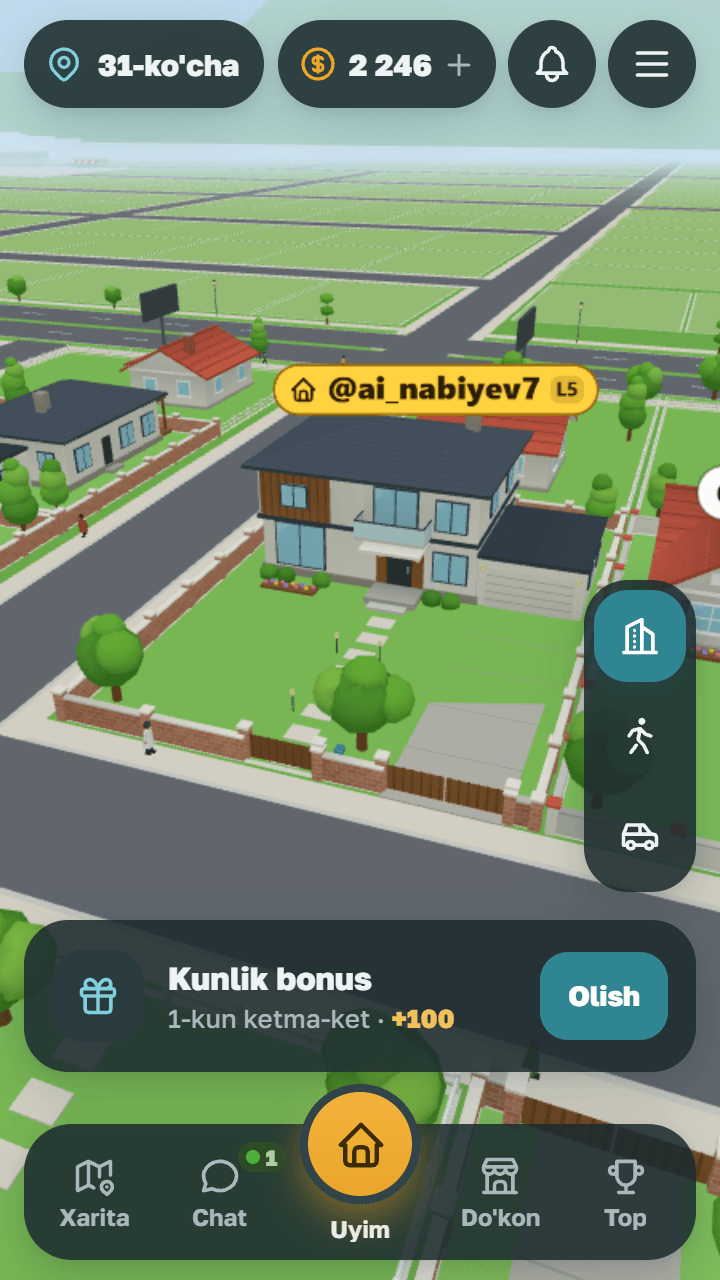 31-ko'cha
2 246
@ai_nabiyev7 L5
Kunlik bonus
1-kun ketma-ket · +100
Olish
1
Xarita
Chat
Uyim
Do'kon
Top